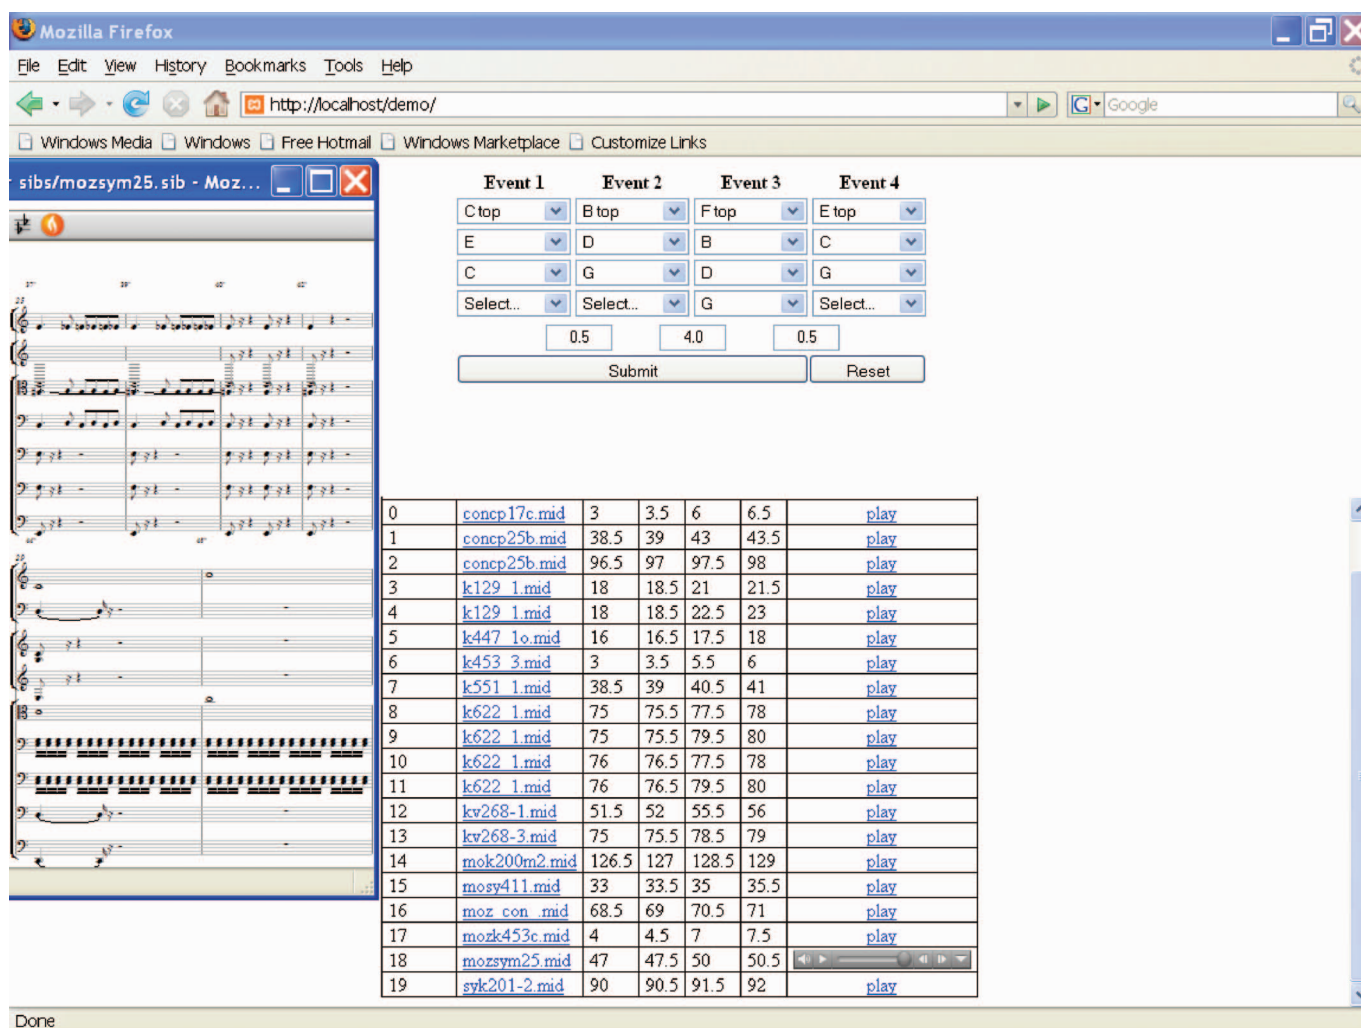 Mozilla Firefox
File Edit View History Bookmarks Tools Help
http://localhost/demo/
G Google
Windows Media Windows Free Hotmail Windows Marketplace Customize Links
sibs/mozsym25.sib - Moz...
Event 1 Event 2 Event 3 Event 4
C top B top F top E top
E D B C
C G D G
Select... Select... G Select...
0.5 4.0 0.5
Submit Reset
0 concp17c.mid 3 3.5 6 6.5 play
1 concp25b.mid 38.5 39 43 43.5 play
2 concp25b.mid 96.5 97 97.5 98 play
3 k129_1.mid 18 18.5 21 21.5 play
4 k129_1.mid 18 18.5 22.5 23 play
5 k447_1o.mid 16 16.5 17.5 18 play
6 k453_3.mid 3 3.5 5.5 6 play
7 k551_1.mid 38.5 39 40.5 41 play
8 k622_1.mid 75 75.5 77.5 78 play
9 k622_1.mid 75 75.5 79.5 80 play
10 k622_1.mid 76 76.5 77.5 78 play
11 k622_1.mid 76 76.5 79.5 80 play
12 kv268-1.mid 51.5 52 55.5 56 play
13 kv268-3.mid 75 75.5 78.5 79 play
14 mok200m2.mid 126.5 127 128.5 129 play
15 mosy411.mid 33 33.5 35 35.5 play
16 moz_con_.mid 68.5 69 70.5 71 play
17 mozk453c.mid 4 4.5 7 7.5 play
18 mozsym25.mid 47 47.5 50 50.5
19 syk201-2.mid 90 90.5 91.5 92 play
Done